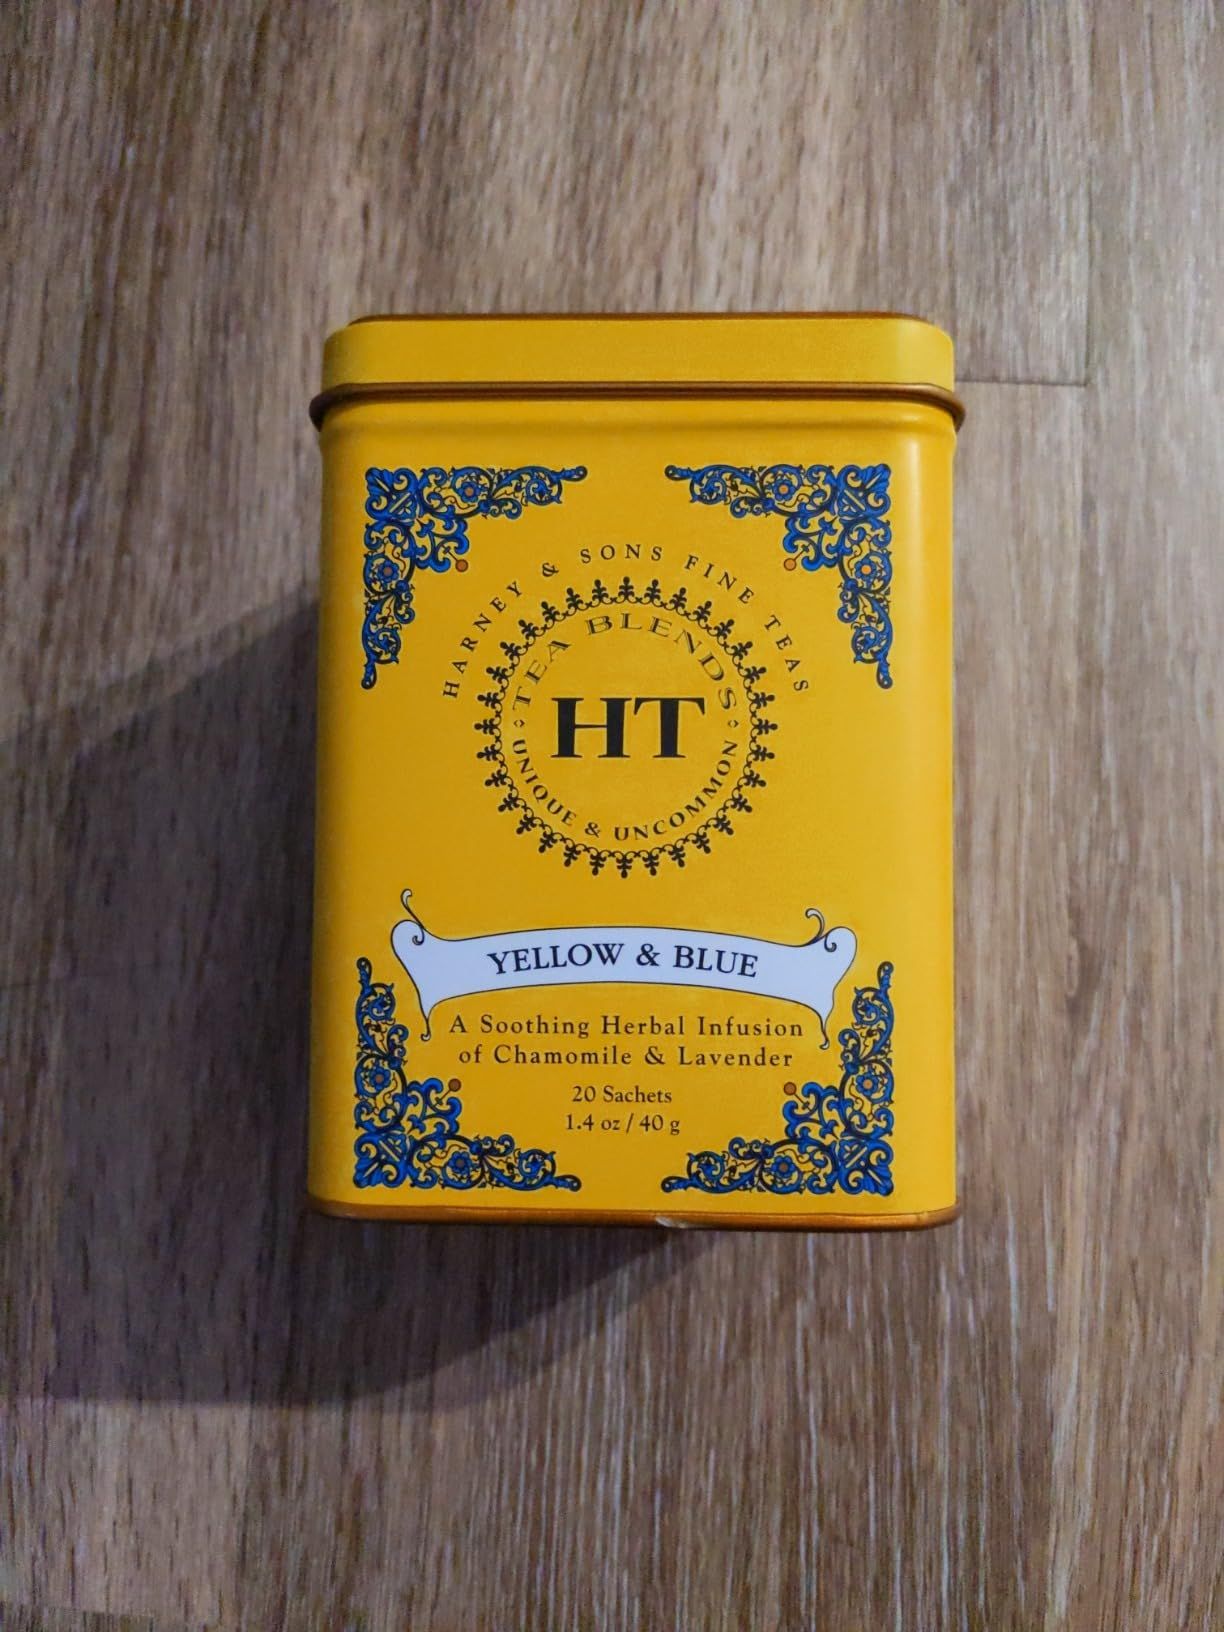 HARNEY & SONS FINE TEAS
TEA BLENDS
HT
UNIQUE & UNCOMMON
YELLOW & BLUE
A Soothing Herbal Infusion
of Chamomile & Lavender
20 Sachets
1.4 oz / 40 g